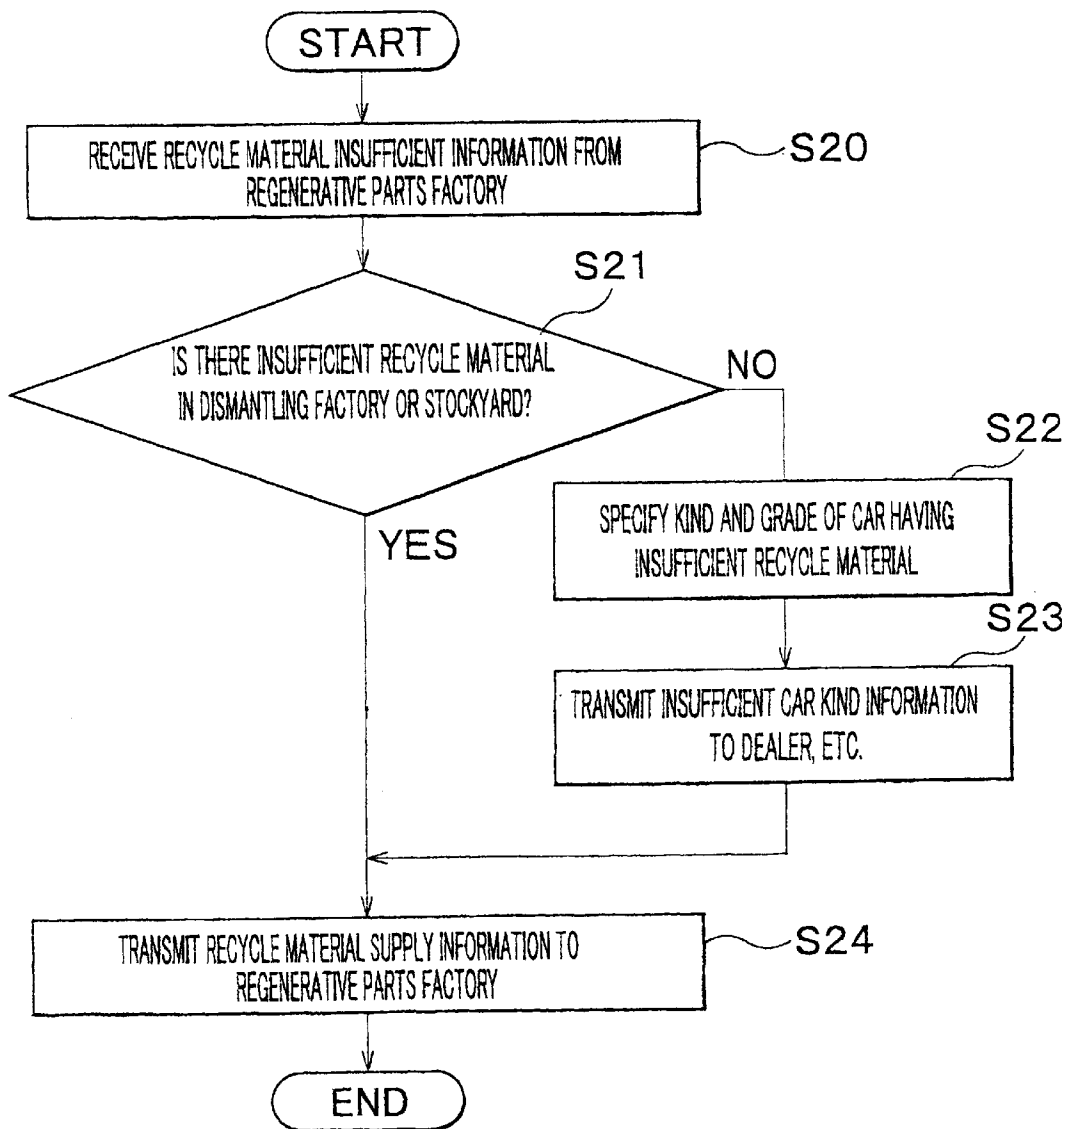 START
RECEIVE RECYCLE MATERIAL INSUFFICIENT INFORMATION FROM
REGENERATIVE PARTS FACTORY
S20
S21
IS THERE INSUFFICIENT RECYCLE MATERIAL
IN DISMANTLING FACTORY OR STOCKYARD?
NO
YES
S22
SPECIFY KIND AND GRADE OF CAR HAVING
INSUFFICIENT RECYCLE MATERIAL
S23
TRANSMIT INSUFFICIENT CAR KIND INFORMATION
TO DEALER, ETC.
TRANSMIT RECYCLE MATERIAL SUPPLY INFORMATION TO
REGENERATIVE PARTS FACTORY
S24
END